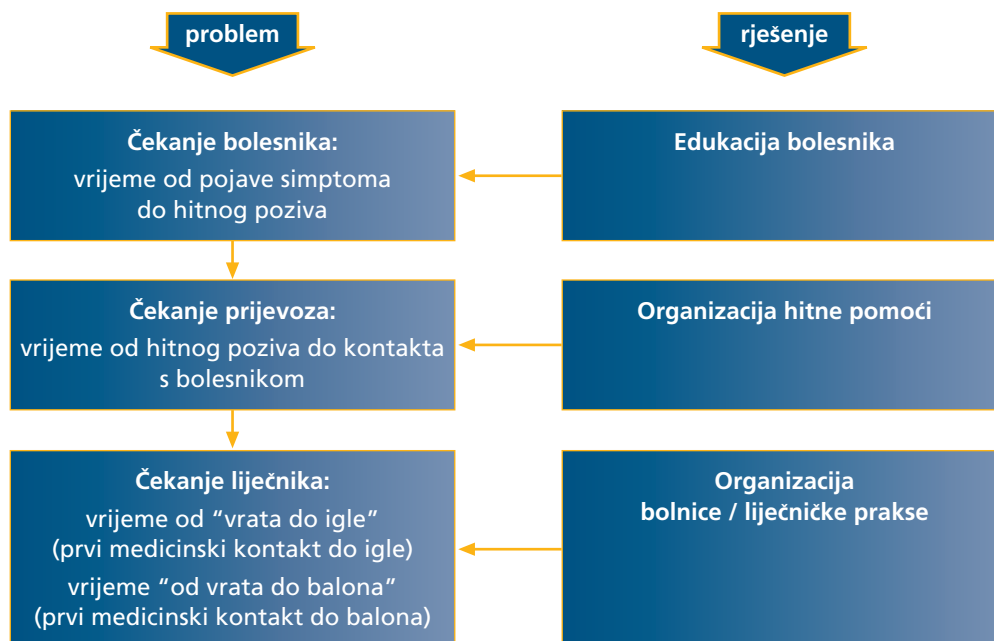 problem
rješenje
Čekanje bolesnika:
vrijeme od pojave simptoma
do hitnog poziva
Edukacija bolesnika
Čekanje prijevoza:
vrijeme od hitnog poziva do kontakta
s bolesnikom
Organizacija hitne pomoći
Čekanje liječnika:
vrijeme od “vrata do igle”
(prvi medicinski kontakt do igle)
vrijeme “od vrata do balona”
(prvi medicinski kontakt do balona)
Organizacija
bolnice / liječničke prakse